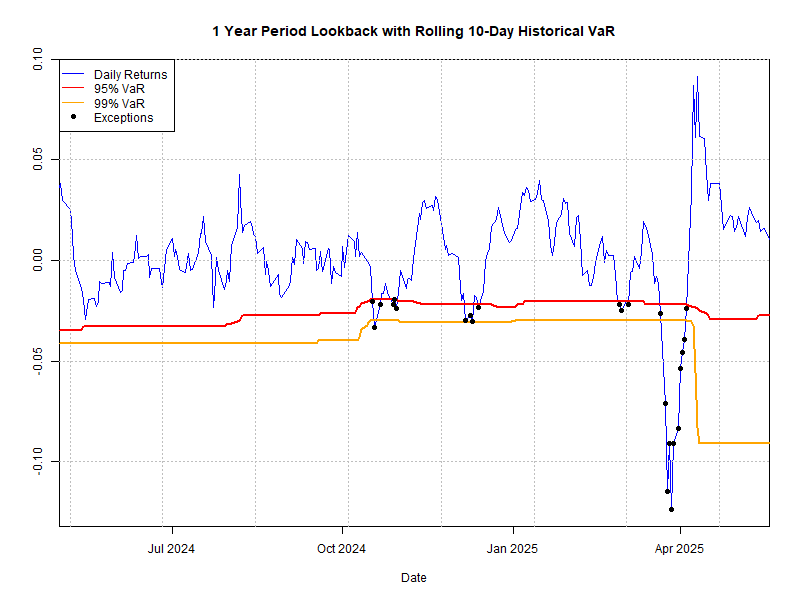 1 Year Period Lookback with Rolling 10-Day Historical VaR
0.10
0.05
0.00
-0.05
-0.10
Daily Returns
95% VaR
99% VaR
Exceptions
Jul 2024
Oct 2024
Jan 2025
Apr 2025
Date